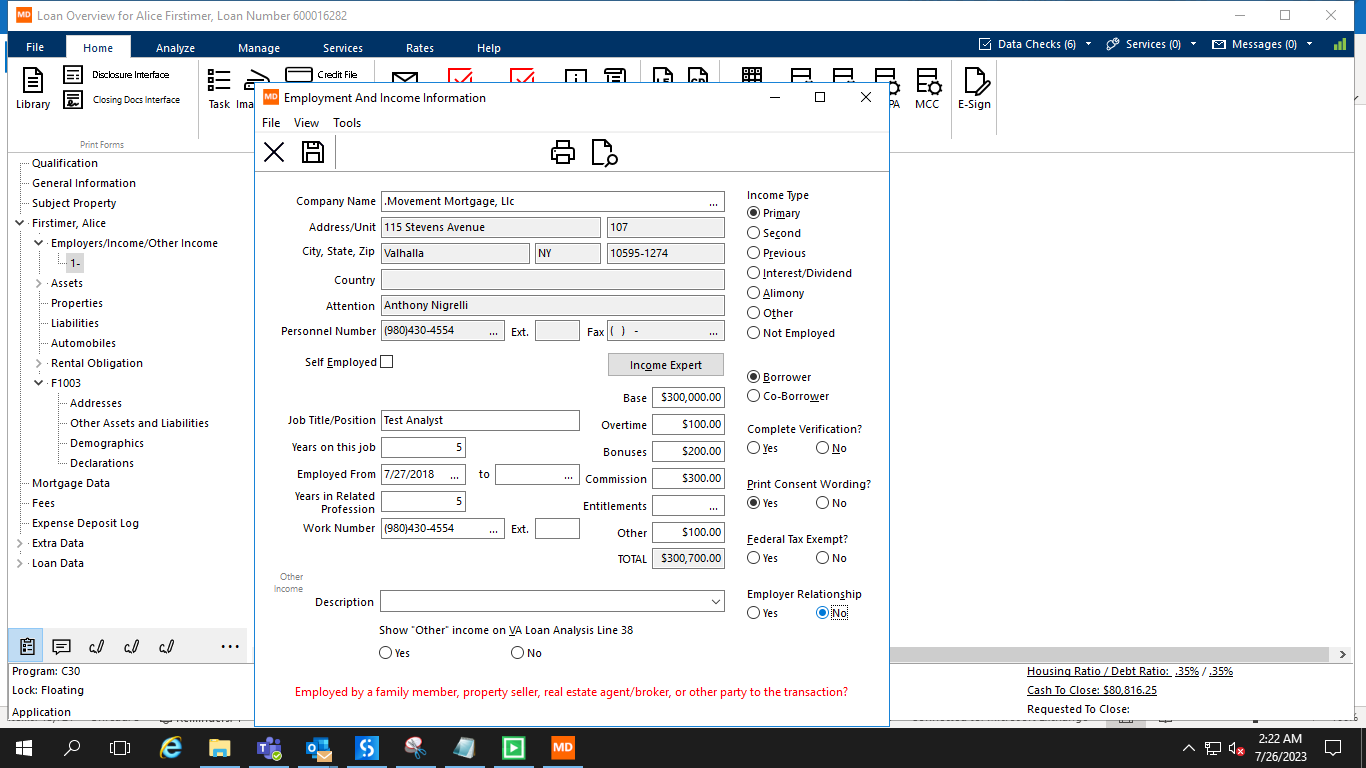 MD Loan Overview for Alice Firstimer, Loan Number 600016282
File Home Analyze Manage Services Rates Help Data Checks (6) Services (0) Messages (0)
Library
Disclosure Interface
Closing Docs Interface
Print Forms
Task
Credit File
MCC
E-Sign
Qualification
General Information
Subject Property
Firstimer, Alice
Employers/Income/Other Income
1-
Assets
Properties
Liabilities
Automobiles
Rental Obligation
F1003
Addresses
Other Assets and Liabilities
Demographics
Declarations
Mortgage Data
Fees
Expense Deposit Log
Extra Data
Loan Data
...
Program: C30
Lock: Floating
Application
MD Employment And Income Information
File View Tools
Company Name .Movement Mortgage, Llc ...
Address/Unit 115 Stevens Avenue 107
City, State, Zip Valhalla NY 10595-1274
Country
Attention Anthony Nigrelli
Personnel Number (980)430-4554 ... Ext. Fax ( ) - ...
Self Employed
Income Expert
Job Title/Position Test Analyst
Years on this job 5
Employed From 7/27/2018 ... to ...
Years in Related
Profession 5
Work Number (980)430-4554 ... Ext.
Base $300,000.00
Overtime $100.00
Bonuses $200.00
Commission $300.00
Entitlements ...
Other $100.00
TOTAL $300,700.00
Other
Income
Description
Show "Other" income on VA Loan Analysis Line 38
Yes No
Income Type
Primary
Second
Previous
Interest/Dividend
Alimony
Other
Not Employed
Borrower
Co-Borrower
Complete Verification?
Yes No
Print Consent Wording?
Yes No
Federal Tax Exempt?
Yes No
Employer Relationship
Yes No
Employed by a family member, property seller, real estate agent/broker, or other party to the transaction?
Housing Ratio / Debt Ratio: .35% / .35%
Cash To Close: $80,816.25
Requested To Close:
MD
2:22 AM
7/26/2023